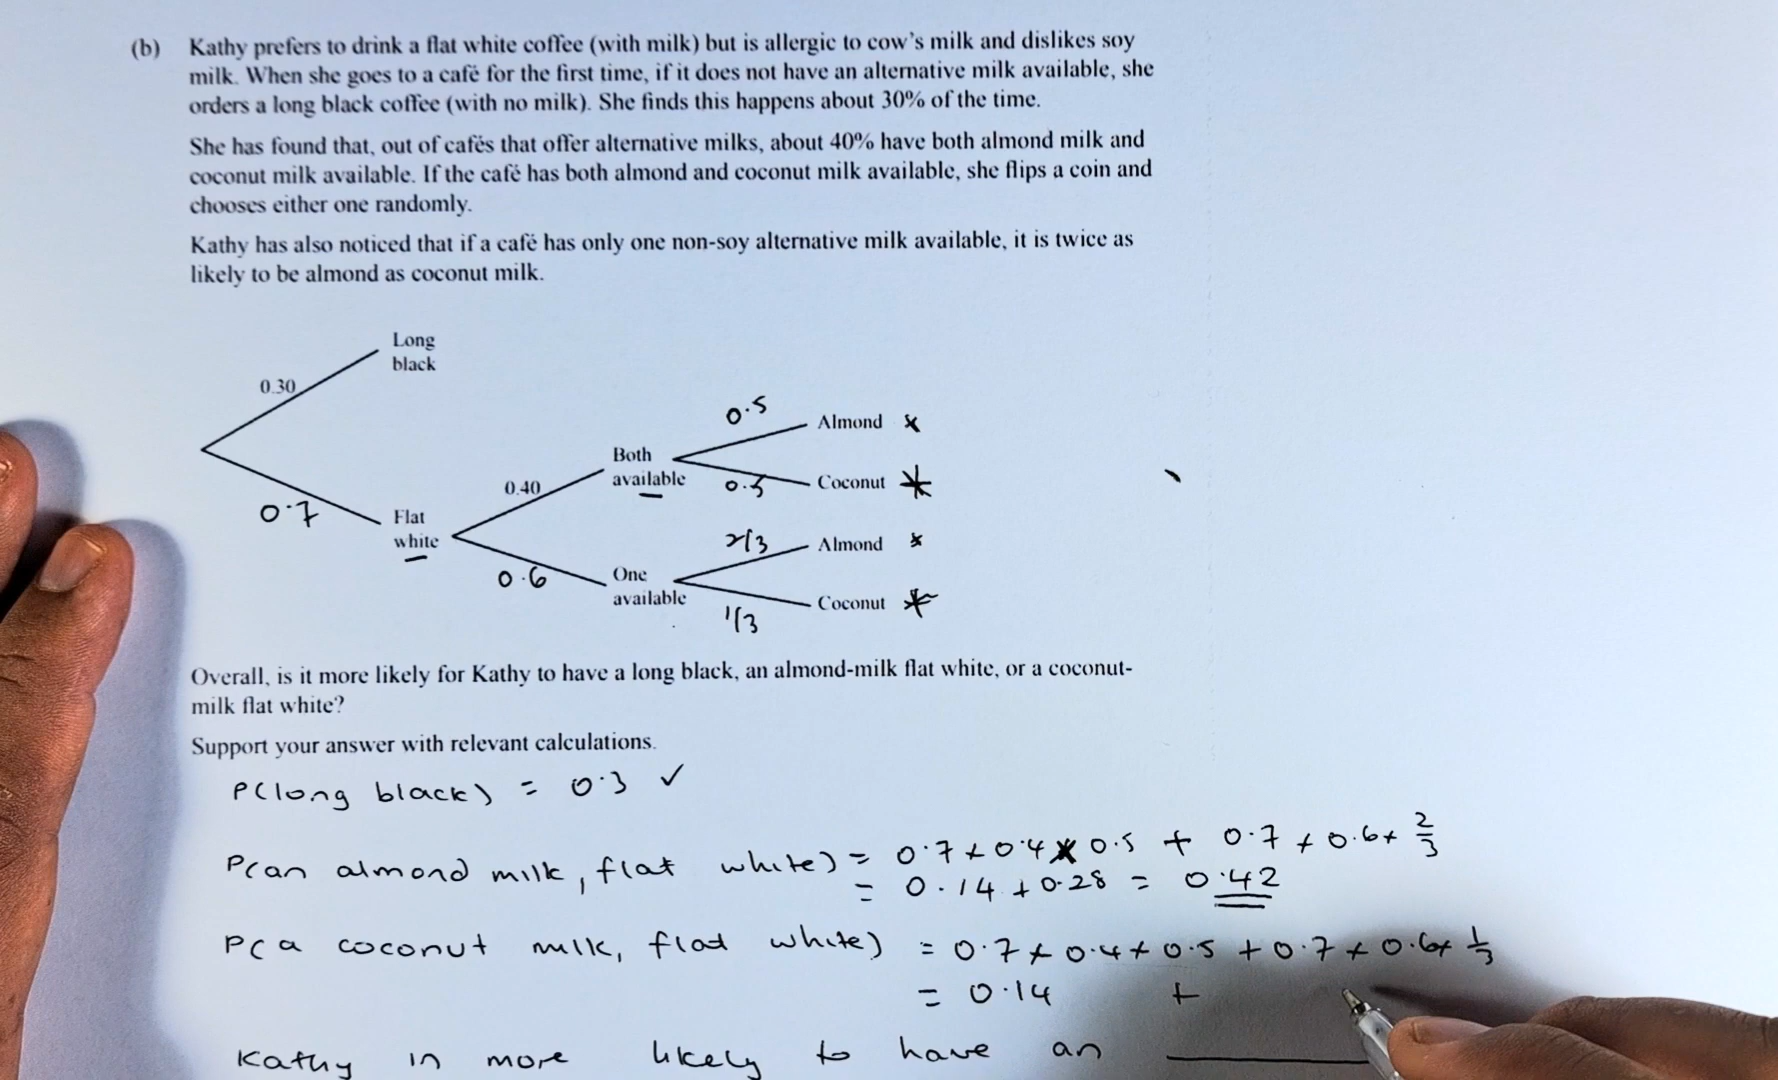 (b) Kathy prefers to drink a flat white coffee (with milk) but is allergic to cow's milk and dislikes soy
milk. When she goes to a café for the first time, if it does not have an alternative milk available, she
orders a long black coffee (with no milk). She finds this happens about 30% of the time.
She has found that, out of cafés that offer alternative milks, about 40% have both almond milk and
coconut milk available. If the café has both almond and coconut milk available, she flips a coin and
chooses either one randomly.
Kathy has also noticed that if a café has only one non-soy alternative milk available, it is twice as
likely to be almond as coconut milk.
Long
black
0.30
0.5
Almond
Both
available
0.40
0.5
Coconut
0.7
Flat
white
2/3
Almond
0.6
One
available
Coconut
1/3
Overall, is it more likely for Kathy to have a long black, an almond-milk flat white, or a coconut-
milk flat white?
Support your answer with relevant calculations.
P(long black) = 0.3 ✓
P(an almond milk, flat white) = 0.7 × 0.4 × 0.5 + 0.7 × 0.6 × 2/3
= 0.14 + 0.28 = 0.42
P(a coconut milk, flat white) = 0.7 × 0.4 × 0.5 + 0.7 × 0.6 × 1/3
= 0.14 +
Kathy in more likely to have an